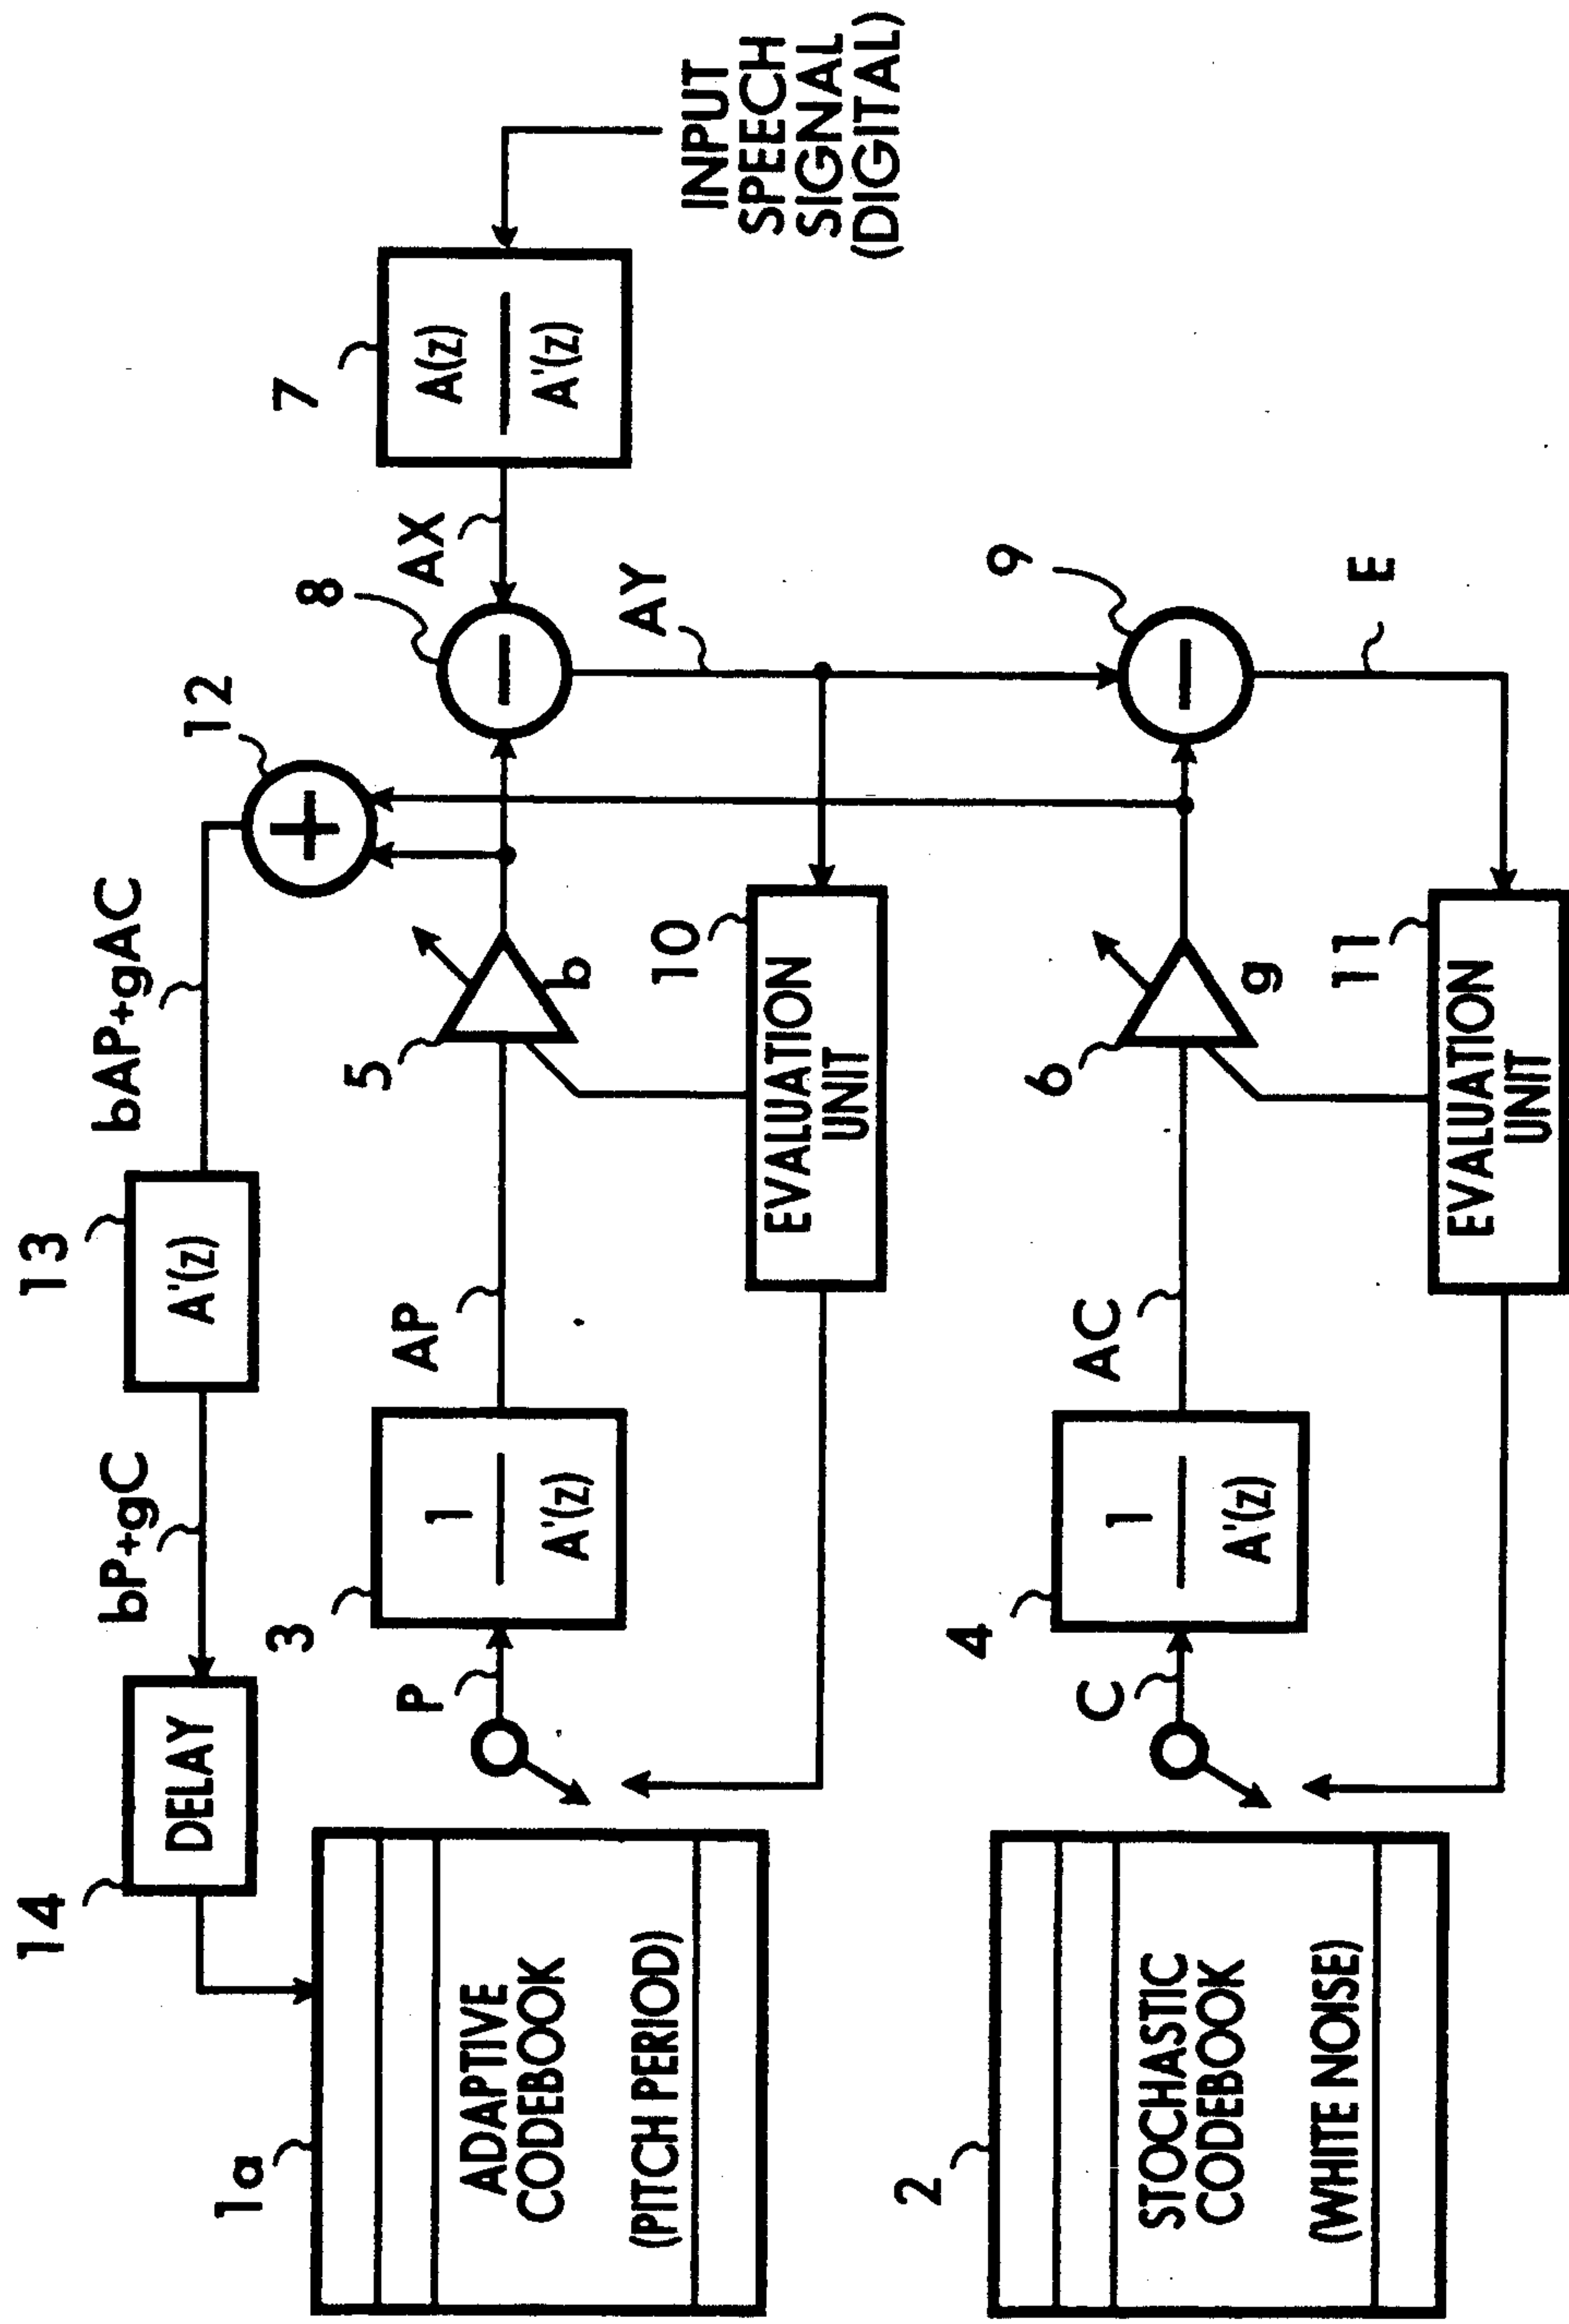 14
DELAY
bP+gC
13
A'(z)
bAP+gAC
12
1a
ADAPTIVE
CODEBOOK
(PITCH PERIOD)
P
3
1
A'(z)
AP
5
b
8
AX
7
A(z)
A'(z)
INPUT
SPEECH
SIGNAL
(DIGITAL)
10
EVALUATION
UNIT
AY
2
STOCHASTIC
CODEBOOK
(WHITE NOISE)
C
4
1
A'(z)
AC
6
g
9
E
11
EVALUATION
UNIT